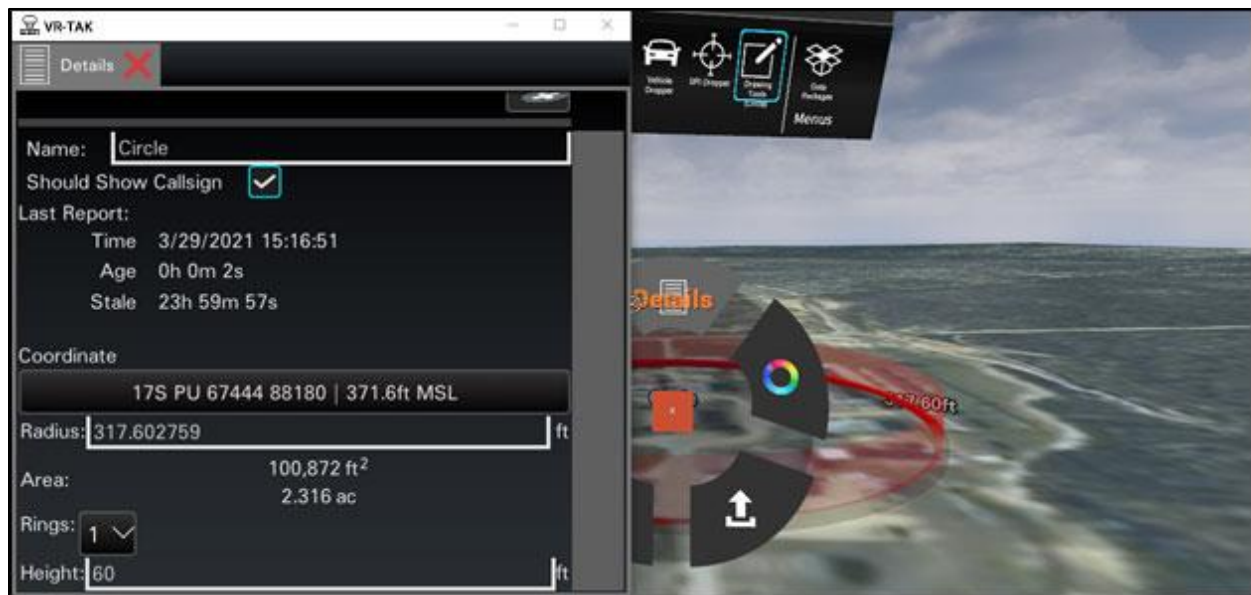 VR-TAK
Details
Name: Circle
Should Show Callsign
Last Report:
Time 3/29/2021 15:16:51
Age 0h 0m 2s
Stale 23h 59m 57s
Coordinate
17S PU 67444 88180 | 371.6ft MSL
Radius: 317.602759 ft
Area: 100,872 ft²
2.316 ac
Rings: 1
Height: 60 ft
Vehicle
Dropper
Dropper
Drawing
Tools
Data
Packages
Menus
Details